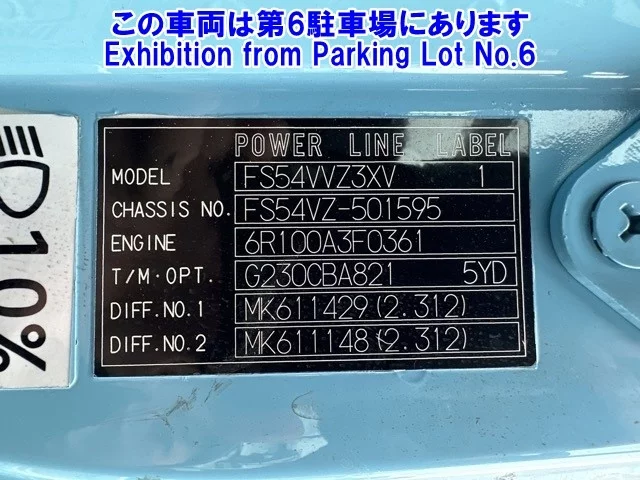 この車両は第6駐車場にあります
Exhibition from Parking Lot No.6
POWER LINE LABEL
MODEL FS54VVZ3XV 1
CHASSIS NO. FS54VZ-501595
ENGINE 6R100A3F0361
T/M·OPT. G230CBA821 5YD
DIFF.NO.1 MK611429(2.312)
DIFF.NO.2 MK611148(2.312)
10%